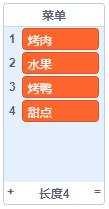 菜单
1 烤肉
2 水果
3 烤鸭
4 甜点
+ 长度4 =